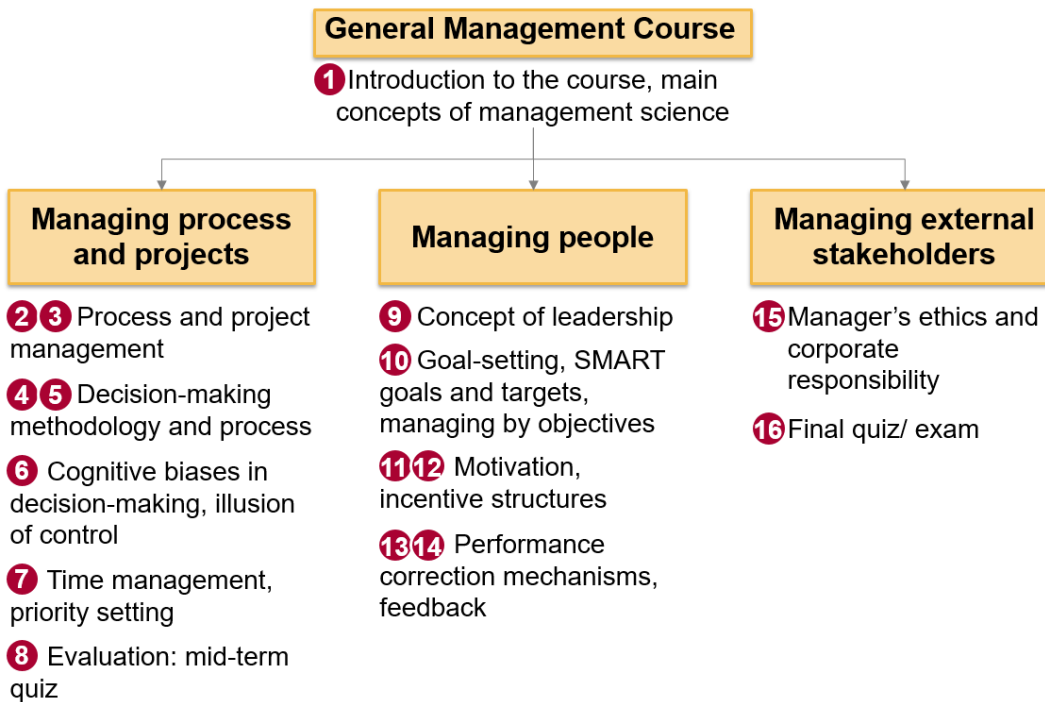 General Management Course
1 Introduction to the course, main
concepts of management science
Managing process
and projects
2 3 Process and project
management
4 5 Decision-making
methodology and process
6 Cognitive biases in
decision-making, illusion
of control
7 Time management,
priority setting
8 Evaluation: mid-term
quiz
Managing people
9 Concept of leadership
10 Goal-setting, SMART
goals and targets,
managing by objectives
11 12 Motivation,
incentive structures
13 14 Performance
correction mechanisms,
feedback
Managing external
stakeholders
15 Manager’s ethics and
corporate
responsibility
16 Final quiz/ exam